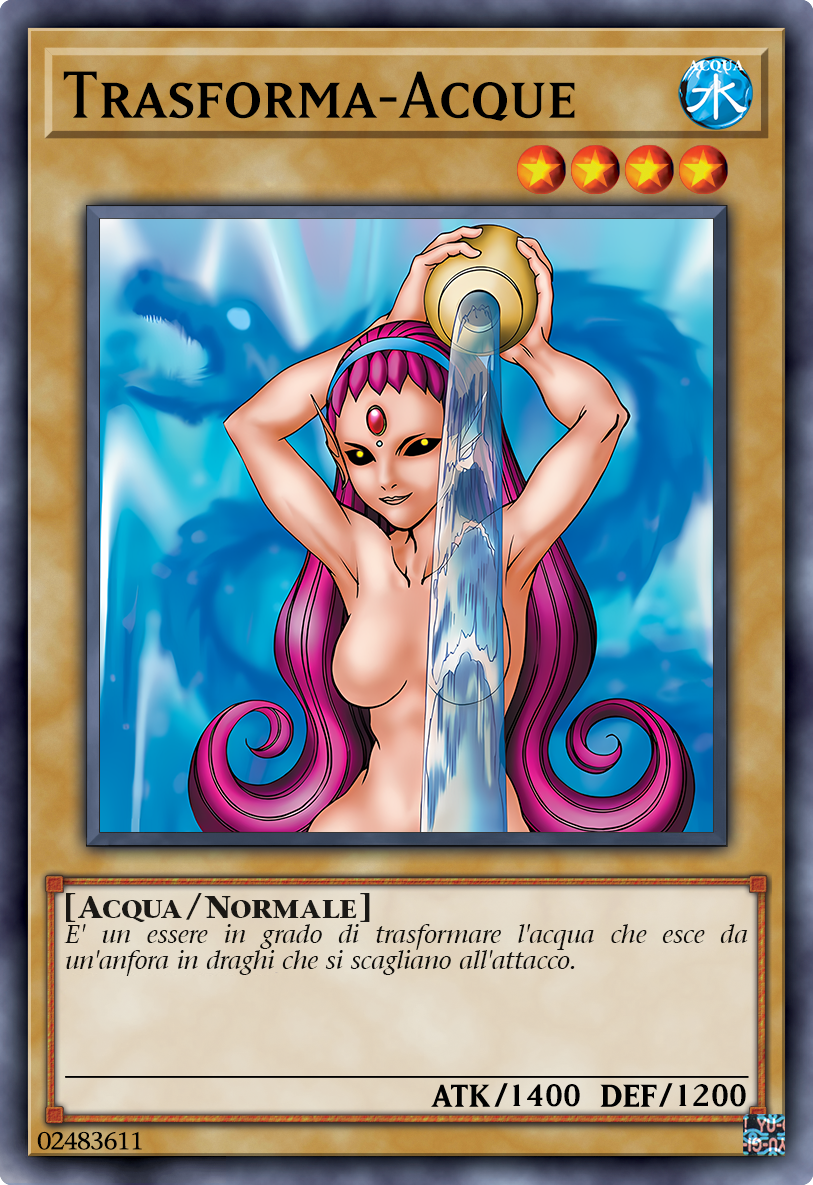 Trasforma-Acque
ACQUA
水
[Acqua/Normale]
E' un essere in grado di trasformare l'acqua che esce da
un'anfora in draghi che si scagliano all'attacco.
ATK/1400 DEF/1200
02483611